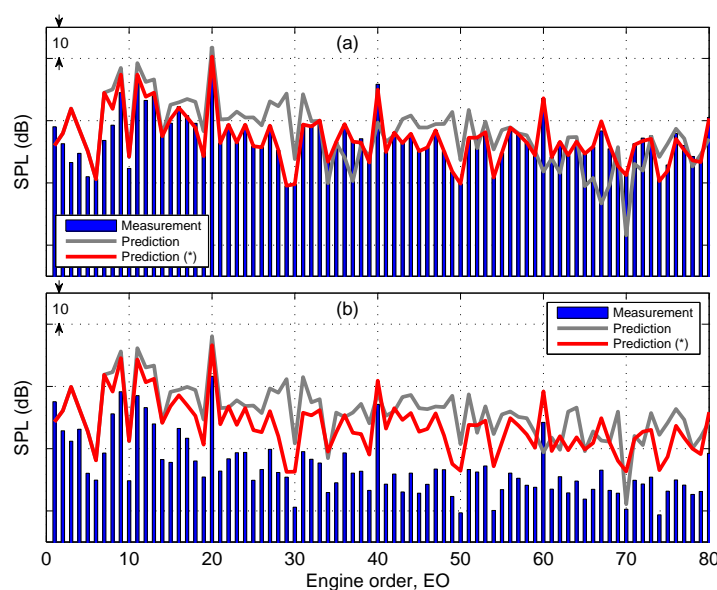 10
(a)
SPL (dB)
Measurement
Prediction
Prediction (*)
10
(b)
SPL (dB)
Measurement
Prediction
Prediction (*)
0 10 20 30 40 50 60 70 80
Engine order, EO